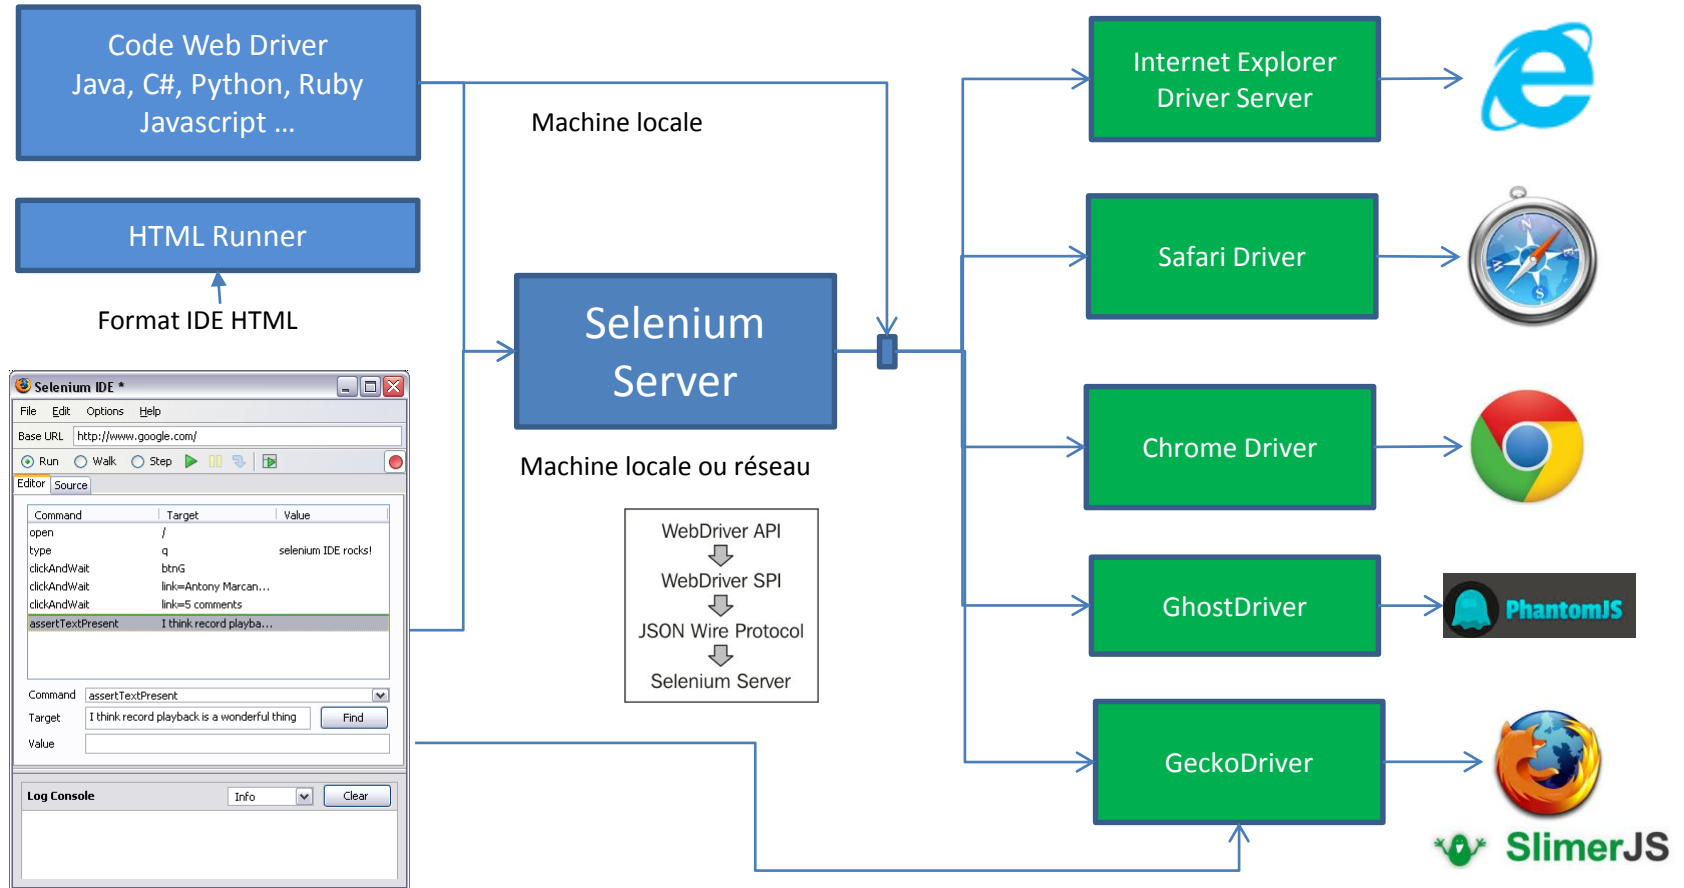 Code Web Driver
Java, C#, Python, Ruby
Javascript ...
HTML Runner
Format IDE HTML
Selenium IDE *
File Edit Options Help
Base URL http://www.google.com/
Run Walk Step
Editor Source
Command Target Value
open /
type q selenium IDE rocks!
clickAndWait btnG
clickAndWait link=Antony Marcan...
clickAndWait link=5 comments
assertTextPresent I think record playba...
Command assertTextPresent
Target I think record playback is a wonderful thing Find
Value
Log Console Info Clear
Machine locale
Selenium
Server
Machine locale ou réseau
WebDriver API
WebDriver SPI
JSON Wire Protocol
Selenium Server
Internet Explorer
Driver Server
Safari Driver
N
E
S
W
Chrome Driver
GhostDriver
PhantomJS
GeckoDriver
SlimerJS